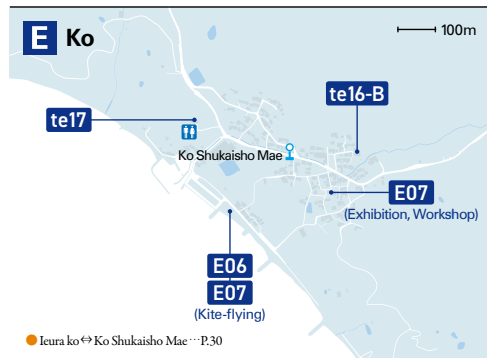 E Ko
100m
te16-B
te17
Ko Shukaisho Mae
E07
(Exhibition, Workshop)
E06
E07
(Kite-flying)
Ieura ko⇔Ko Shukaisho Mae…P.30